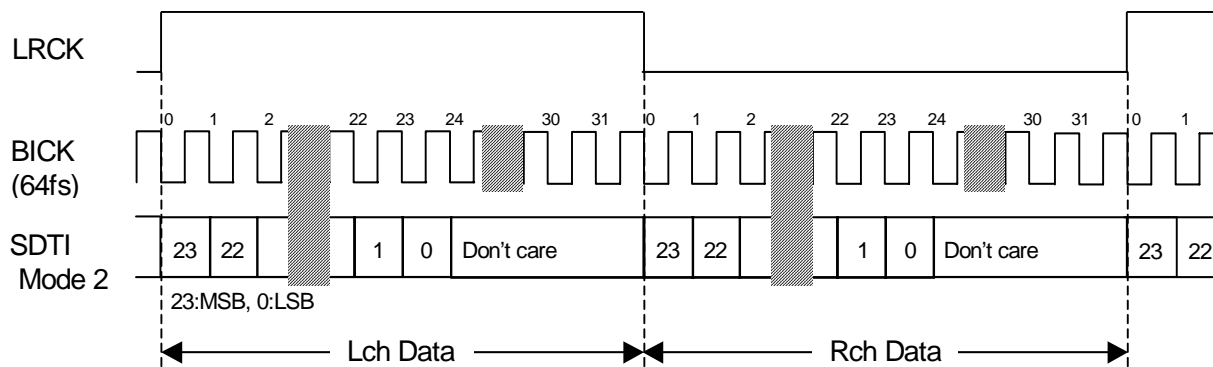 LRCK
0 1 2 22 23 24 30 31 0 1 2 22 23 24 30 31 0 1
BICK
(64fs)
SDTI
Mode 2
23 22 1 0 Don't care 23 22 1 0 Don't care 23 22
23:MSB, 0:LSB
Lch Data Rch Data